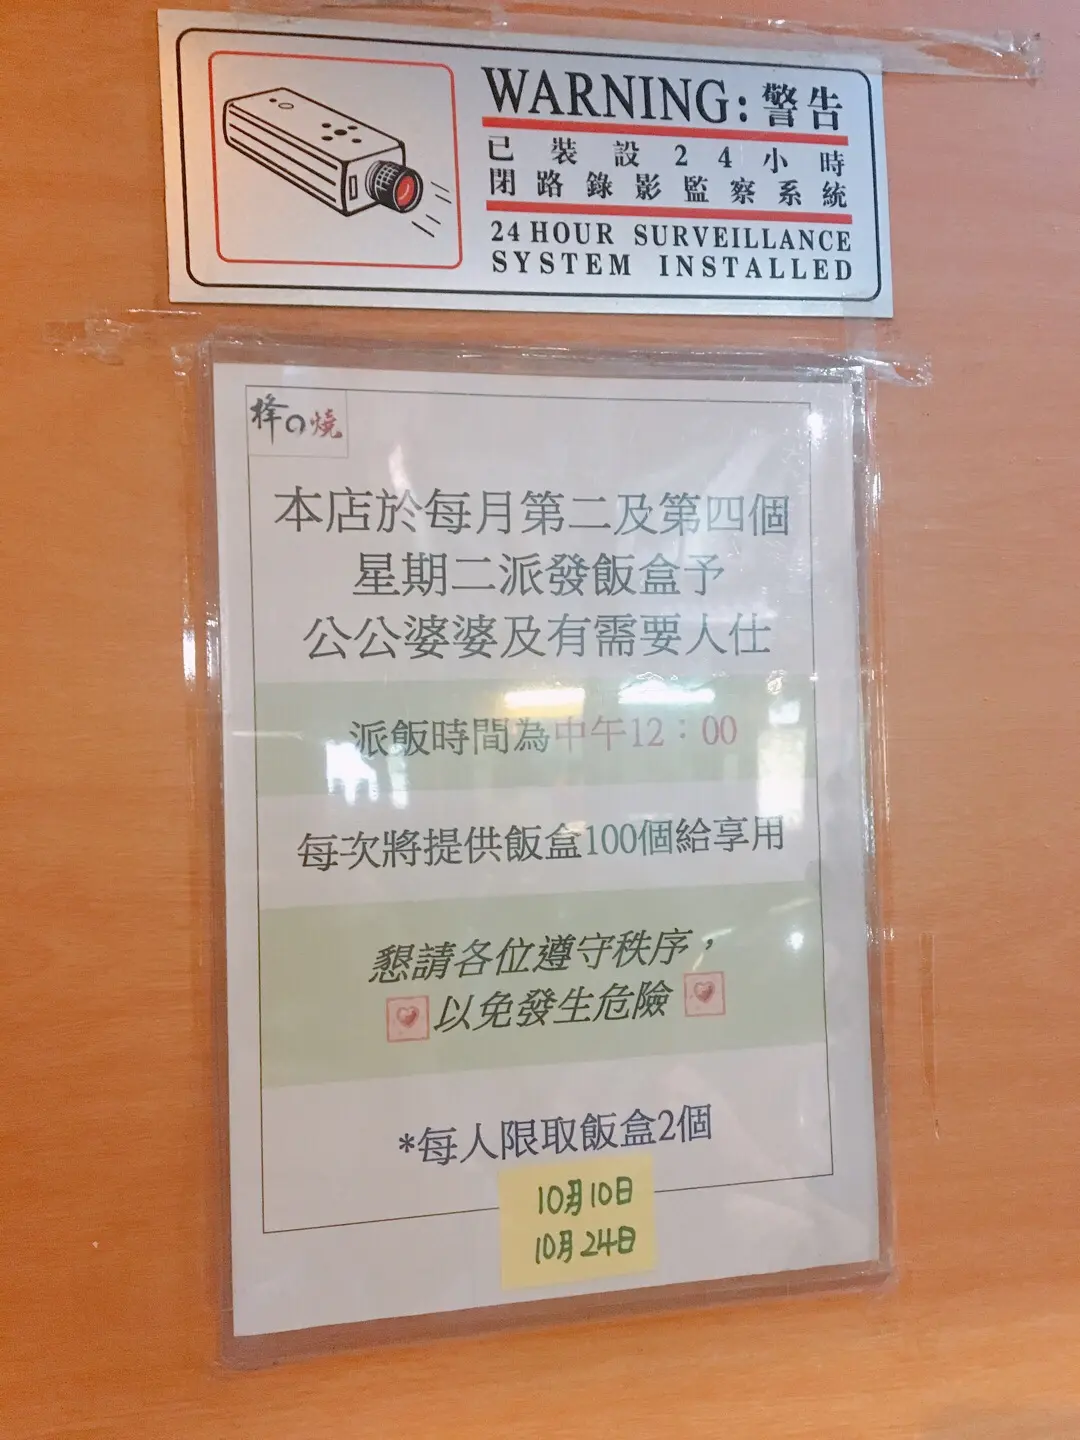 WARNING: 警告
已裝設24小時
閉路錄影監察系統
24 HOUR SURVEILLANCE
SYSTEM INSTALLED
烽の燒
本店於每月第二及第四個
星期二派發飯盒予
公公婆婆及有需要人仕
派飯時間為中午12：00
每次將提供飯盒100個給享用
懇請各位遵守秩序，
以免發生危險
*每人限取飯盒2個
10月10日
10月24日